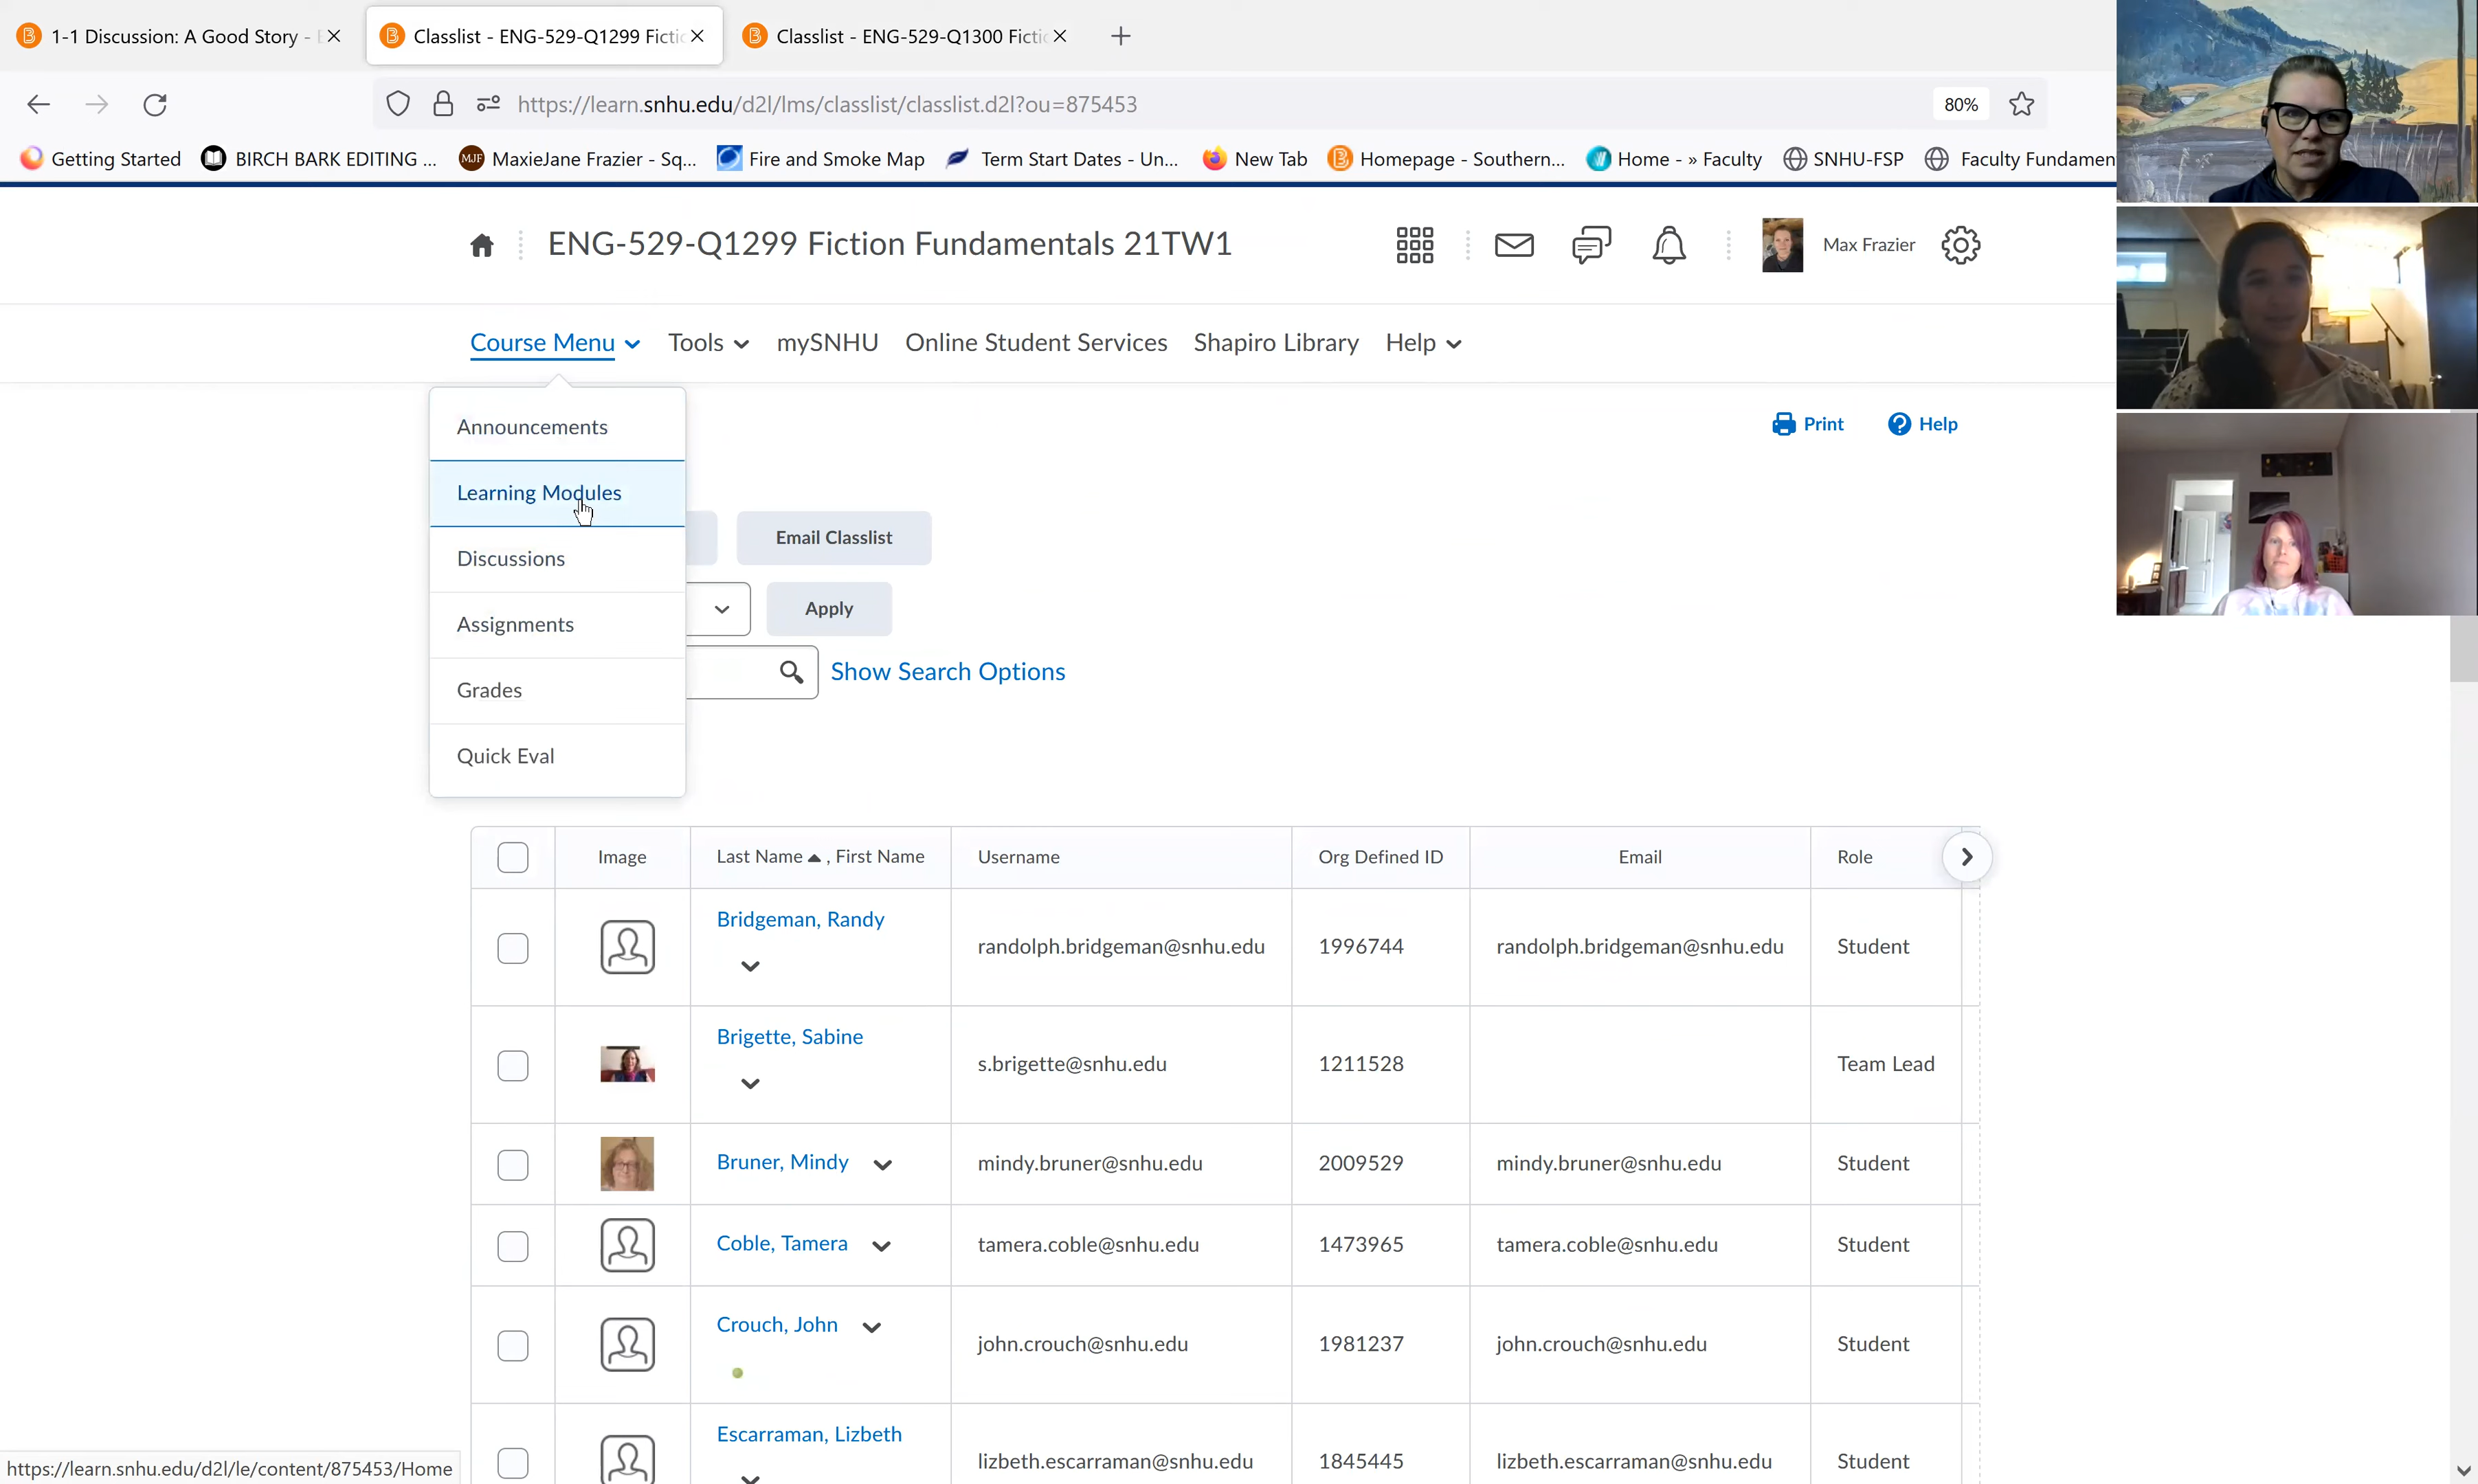 1-1 Discussion: A Good Story -
Classlist - ENG-529-Q1299 Ficti
Classlist - ENG-529-Q1300 Ficti
https://learn.snhu.edu/d2l/lms/classlist/classlist.d2l?ou=875453
80%
Getting Started
BIRCH BARK EDITING ...
MJF MaxieJane Frazier - Sq...
Fire and Smoke Map
Term Start Dates - Un...
New Tab
Homepage - Southern...
Home - » Faculty
SNHU-FSP
Faculty Fundamen
ENG-529-Q1299 Fiction Fundamentals 21TW1
Max Frazier
Course Menu
Tools
mySNHU
Online Student Services
Shapiro Library
Help
Announcements
Learning Modules
Discussions
Assignments
Grades
Quick Eval
Print
Help
Email Classlist
Apply
Show Search Options
Image Last Name , First Name Username Org Defined ID Email Role
Bridgeman, Randy randolph.bridgeman@snhu.edu 1996744 randolph.bridgeman@snhu.edu Student
Brigette, Sabine s.brigette@snhu.edu 1211528 Team Lead
Bruner, Mindy mindy.bruner@snhu.edu 2009529 mindy.bruner@snhu.edu Student
Coble, Tamera tamera.coble@snhu.edu 1473965 tamera.coble@snhu.edu Student
Crouch, John john.crouch@snhu.edu 1981237 john.crouch@snhu.edu Student
Escarraman, Lizbeth lizbeth.escarraman@snhu.edu 1845445 lizbeth.escarraman@snhu.edu Student
https://learn.snhu.edu/d2l/le/content/875453/Home